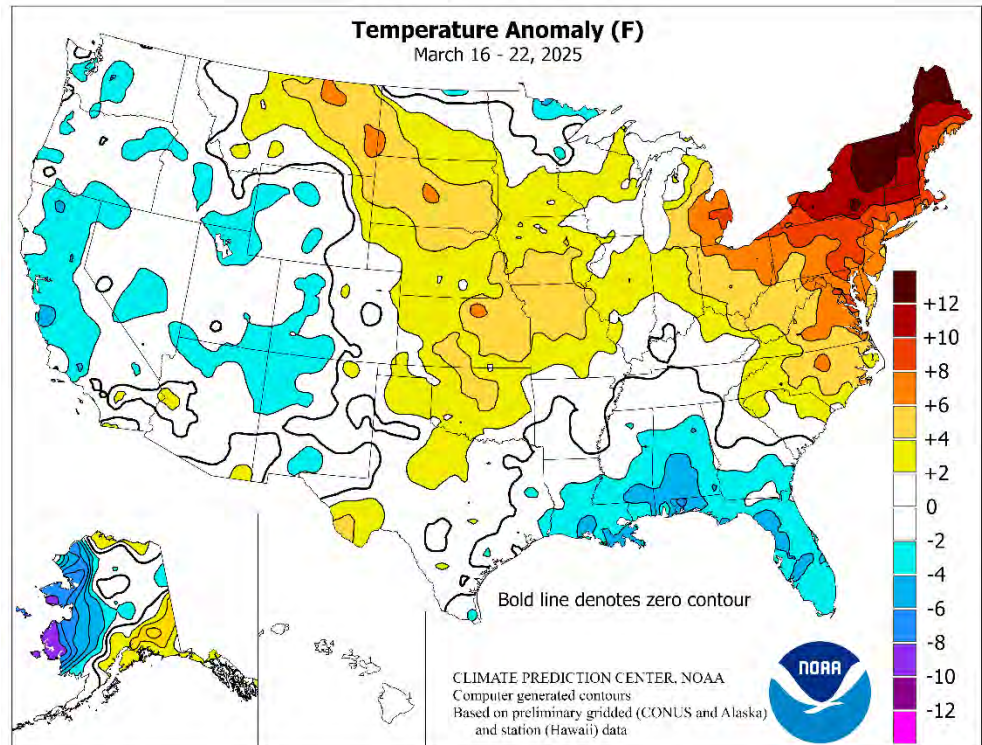 Temperature Anomaly (F)
March 16 - 22, 2025
+12
+10
+8
+6
+4
+2
0
-2
-4
-6
-8
-10
-12
Bold line denotes zero contour
NOAA
CLIMATE PREDICTION CENTER, NOAA
Computer generated contours
Based on preliminary gridded (CONUS and Alaska)
and station (Hawaii) data